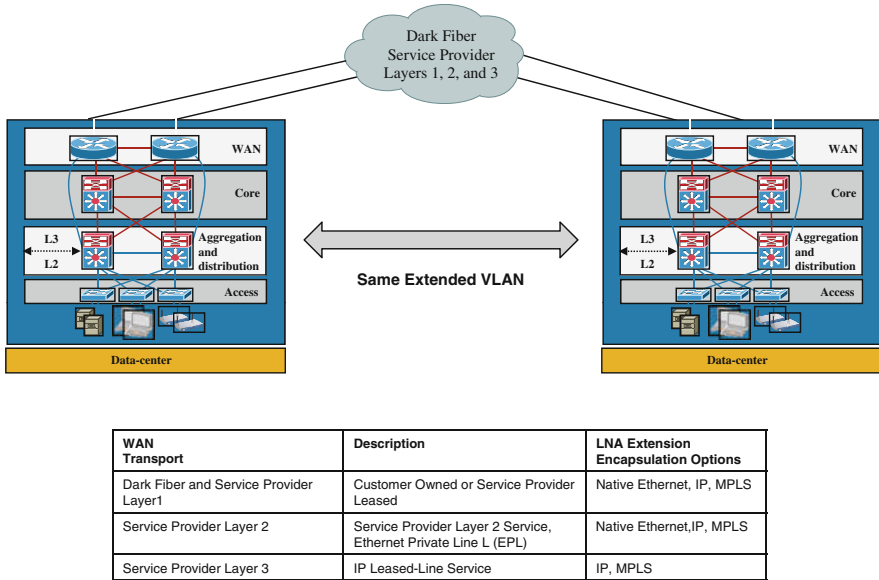 Dark Fiber
Service Provider
Layers 1, 2, and 3
WAN
Core
L3
L2
Aggregation
and
distribution
Access
Data-center
Same Extended VLAN
WAN
Core
L3
L2
Aggregation
and
distribution
Access
Data-center
WAN
Transport
Description
LNA Extension
Encapsulation Options
Dark Fiber and Service Provider
Layer1
Customer Owned or Service Provider
Leased
Native Ethernet, IP, MPLS
Service Provider Layer 2
Service Provider Layer 2 Service,
Ethernet Private Line L (EPL)
Native Ethernet,IP, MPLS
Service Provider Layer 3
IP Leased-Line Service
IP, MPLS